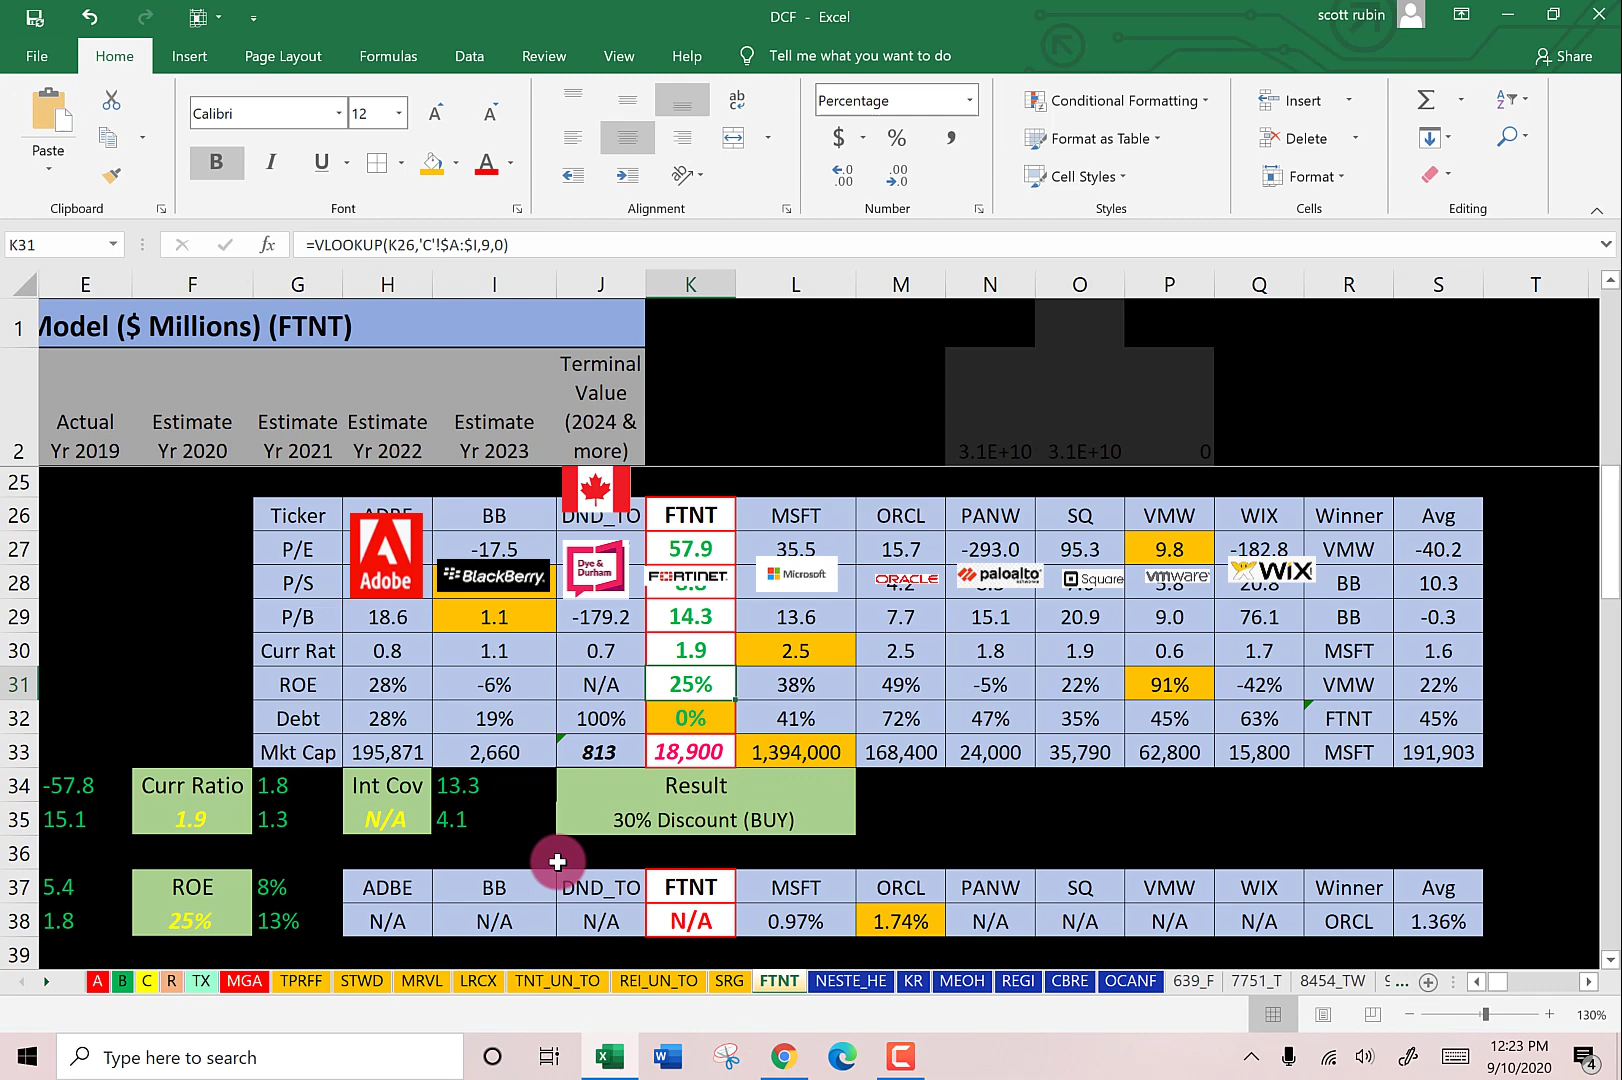 DCF - Excel
scott rubin
File Home Insert Page Layout Formulas Data Review View Help Tell me what you want to do Share
Paste
Calibri 12
B I U
ab
Percentage
$ % ,
Conditional Formatting
Format as Table
Cell Styles
Insert
Delete
Format
Clipboard Font Alignment Number Styles Cells Editing
K31 fx =VLOOKUP(K26,'C'!$A:$I,9,0)
E F G H I J K L M N O P Q R S T
1 Model ($ Millions) (FTNT)
Terminal
Value
Actual Estimate Estimate Estimate Estimate (2024 &
2 Yr 2019 Yr 2020 Yr 2021 Yr 2022 Yr 2023 more) 3.1E+10 3.1E+10 0
25
26 Ticker ADBE BB DND_TO FTNT MSFT ORCL PANW SQ VMW WIX Winner Avg
27 P/E -17.5 57.9 35.5 15.7 -293.0 95.3 9.8 -182.8 VMW -40.2
Adobe BlackBerry Dye & Durham FORTINET Microsoft ORACLE paloalto NETWORKS Square vmware WIX
28 P/S BB 10.3
29 P/B 18.6 1.1 -179.2 14.3 13.6 7.7 15.1 20.9 9.0 76.1 BB -0.3
30 Curr Rat 0.8 1.1 0.7 1.9 2.5 2.5 1.8 1.9 0.6 1.7 MSFT 1.6
31 ROE 28% -6% N/A 25% 38% 49% -5% 22% 91% -42% VMW 22%
32 Debt 28% 19% 100% 0% 41% 72% 47% 35% 45% 63% FTNT 45%
33 Mkt Cap 195,871 2,660 813 18,900 1,394,000 168,400 24,000 35,790 62,800 15,800 MSFT 191,903
34 -57.8 Curr Ratio 1.8 Int Cov 13.3 Result
35 15.1 1.9 1.3 N/A 4.1 30% Discount (BUY)
36
37 5.4 ROE 8% ADBE BB DND_TO FTNT MSFT ORCL PANW SQ VMW WIX Winner Avg
38 1.8 25% 13% N/A N/A N/A N/A 0.97% 1.74% N/A N/A N/A N/A ORCL 1.36%
39
A B C R TX MGA TPRFF STWD MRVL LRCX TNT_UN_TO REI_UN_TO SRG FTNT NESTE_HE KR MEOH REGI CBRE OCANF 639_F 7751_T 8454_TW ...
130%
Type here to search
12:23 PM
9/10/2020
4